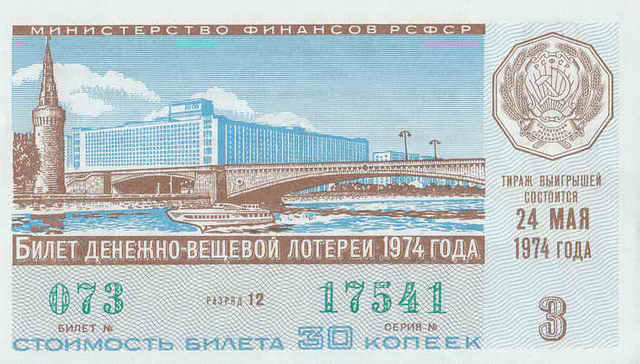 МИНИСТЕРСТВО ФИНАНСОВ РСФСР
ТИРАЖ ВЫИГРЫШЕЙ
СОСТОИТСЯ
24 МАЯ
1974 ГОДА
БИЛЕТ ДЕНЕЖНО-ВЕЩЕВОЙ ЛОТЕРЕИ 1974 ГОДА
073 РАЗРЯД 12 17541
БИЛЕТ № СЕРИЯ № 3
СТОИМОСТЬ БИЛЕТА 30 КОПЕЕК